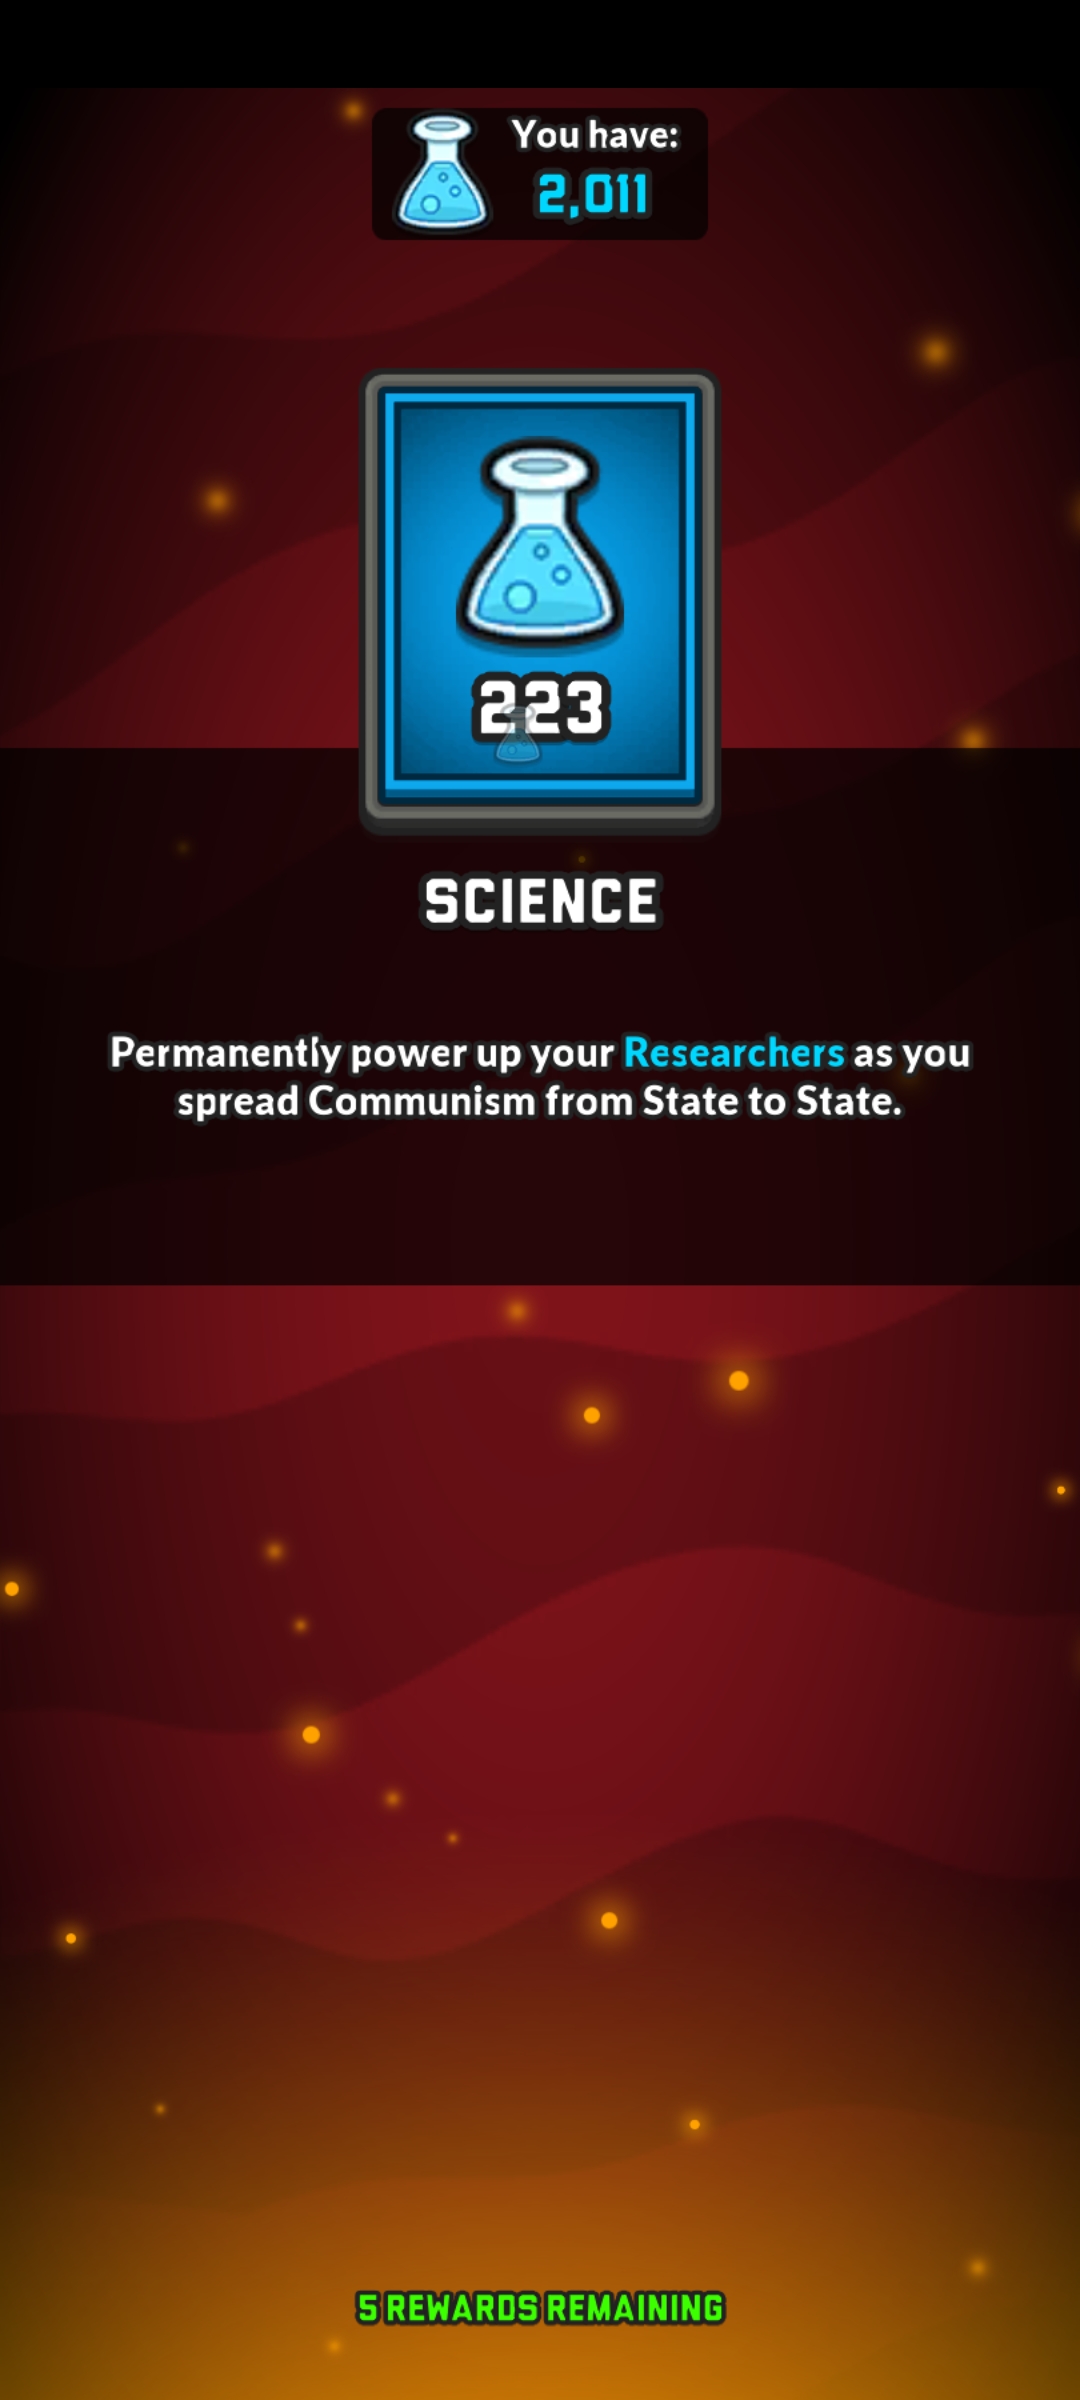 You have:
2,011
223
SCIENCE
Permanently power up your Researchers as you
spread Communism from State to State.
5 REWARDS REMAINING